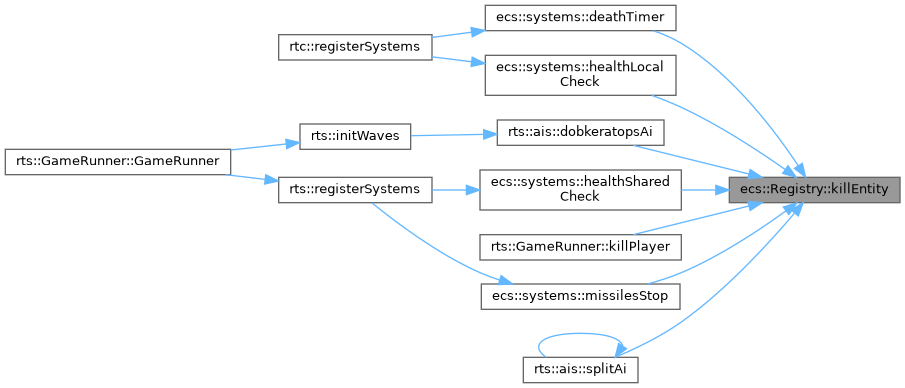 ecs::systems::deathTimer
rtc::registerSystems
ecs::systems::healthLocal
Check
rts::ais::dobkeratopsAi
rts::initWaves
rts::GameRunner::GameRunner
ecs::systems::healthShared
Check
rts::registerSystems
ecs::Registry::killEntity
rts::GameRunner::killPlayer
ecs::systems::missilesStop
rts::ais::splitAi